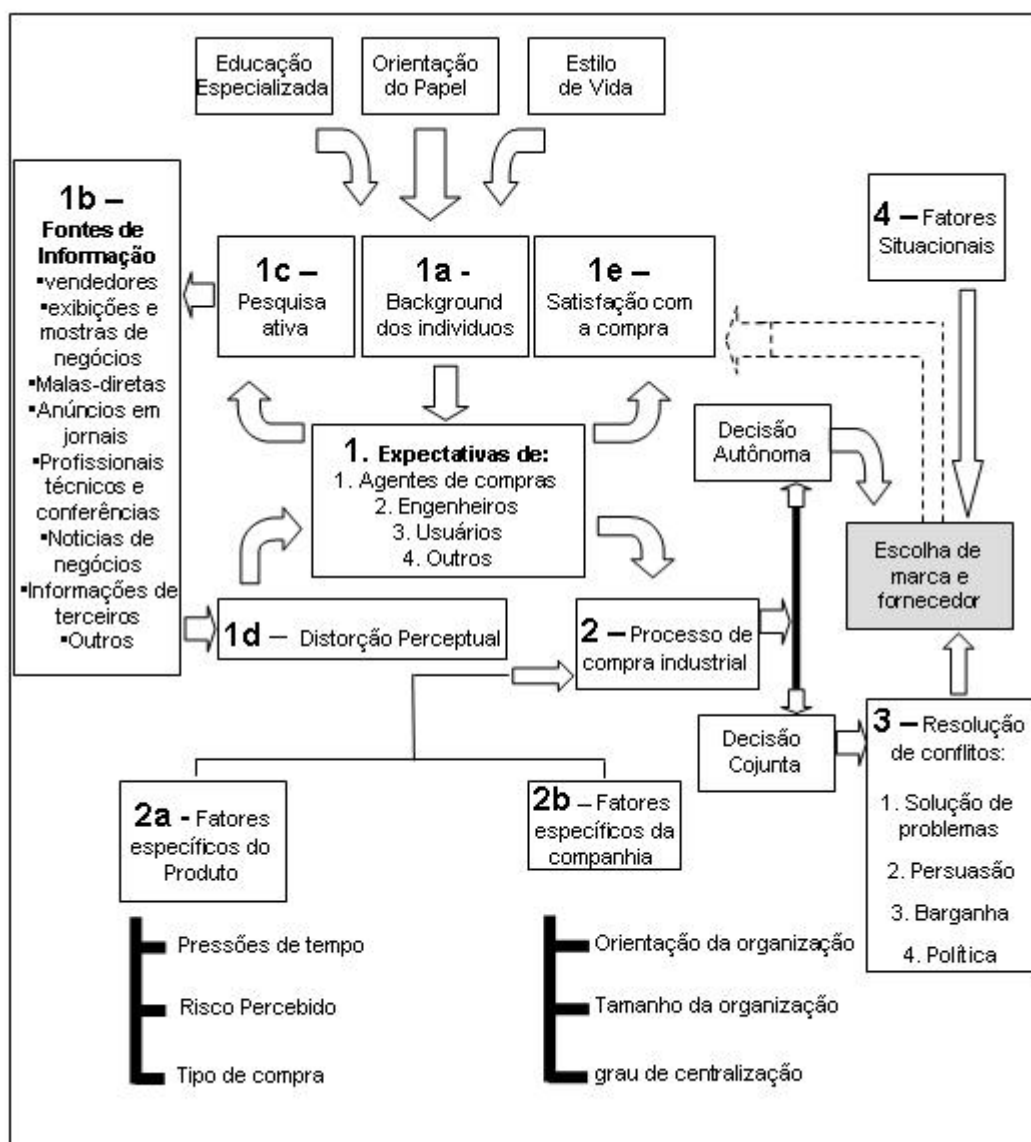 Educação
Especializada
Orientação
do Papel
Estilo
de Vida
1b –
Fontes de
Informação
▪vendedores
▪exibições e
mostras de
negócios
▪Malas-diretas
▪Anúncios em
jornais
▪Profissionais
técnicos e
conferências
▪Noticias de
negócios
▪Informações de
terceiros
▪Outros
1c –
Pesquisa
ativa
1a -
Background
dos individuos
1e –
Satisfação com
a compra
4 – Fatores
Situacionais
1. Expectativas de:
1. Agentes de compras
2. Engenheiros
3. Usuários
4. Outros
Decisão
Autônoma
Escolha de
marca e
fornecedor
1d – Distorção Perceptual
2 – Processo de
compra industrial
Decisão
Cojunta
3 – Resolução
de conflitos:
1. Solução de
problemas
2. Persuasão
3. Barganha
4. Política
2a - Fatores
específicos do
Produto
2b – Fatores
específicos da
companhia
Pressões de tempo
Risco Percebido
Tipo de compra
Orientação da organização
Tamanho da organização
grau de centralização